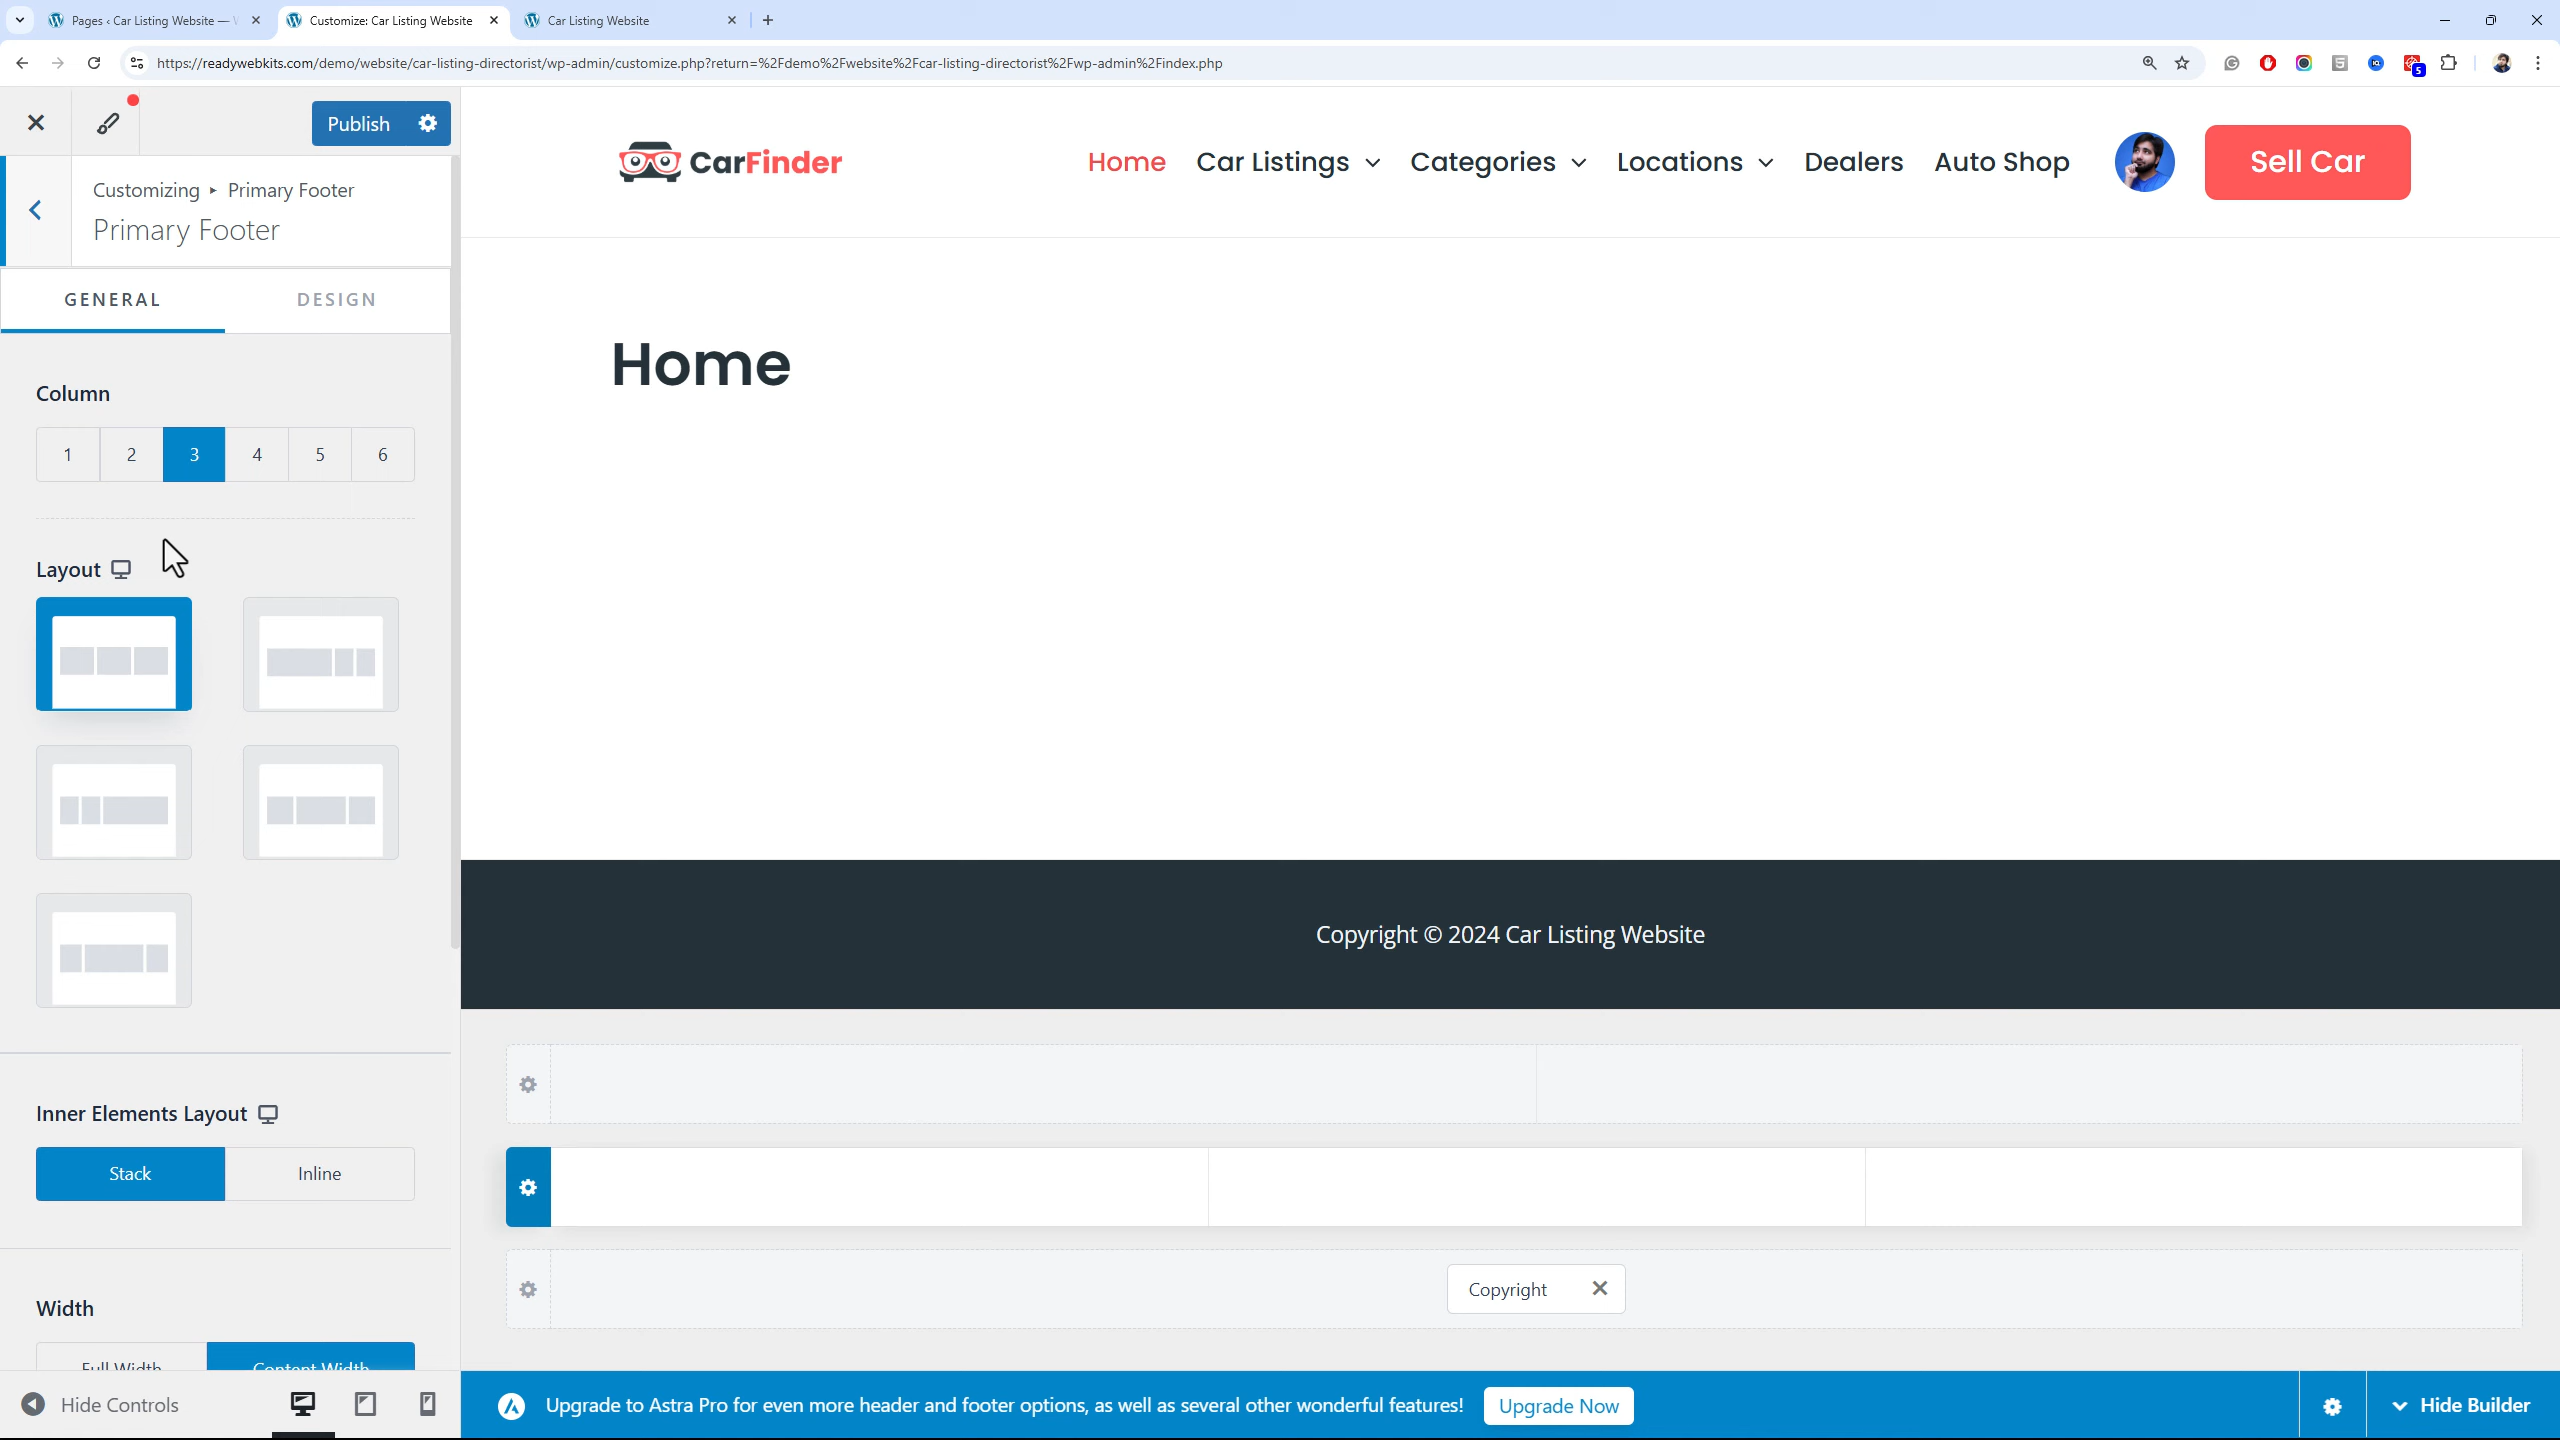 Pages ‹ Car Listing Website —
Customize: Car Listing Website
Car Listing Website
https://readywebkits.com/demo/website/car-listing-directorist/wp-admin/customize.php?return=%2Fdemo%2Fwebsite%2Fcar-listing-directorist%2Fwp-admin%2Findex.php
5
Publish
Customizing ▸ Primary Footer
Primary Footer
GENERAL
DESIGN
Column
1 2 3 4 5 6
Layout
Inner Elements Layout
Stack
Inline
Width
Full Width
Content Width
Hide Controls
CarFinder
Home
Car Listings
Categories
Locations
Dealers
Auto Shop
Sell Car
Home
Copyright © 2024 Car Listing Website
Copyright
Upgrade to Astra Pro for even more header and footer options, as well as several other wonderful features!
Upgrade Now
Hide Builder